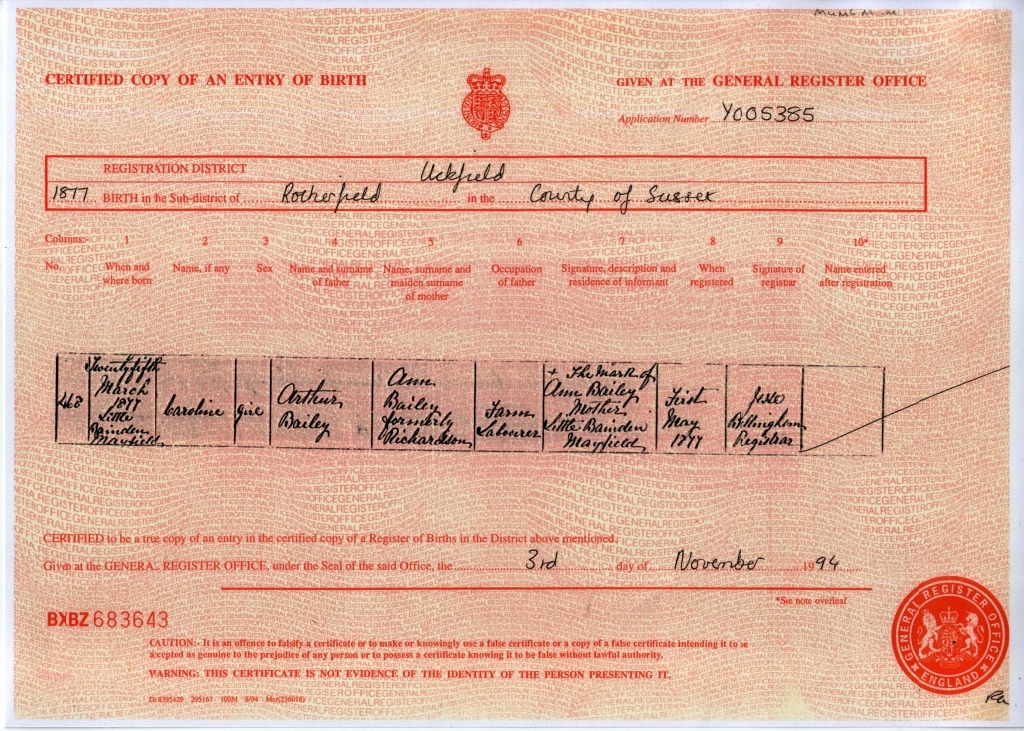 CERTIFIED COPY OF AN ENTRY OF BIRTH
GIVEN AT THE GENERAL REGISTER OFFICE
Application Number Y005385
REGISTRATION DISTRICT Uckfield
1877 BIRTH in the Sub-district of Rotherfield in the County of Sussex
Columns:- 1 2 3 4 5 6 7 8 9 10*
No.
When and
where born
Name, if any
Sex
Name and surname
of father
Name, surname and
maiden surname
of mother
Occupation
of father
Signature, description and
residence of informant
When
registered
Signature of
registrar
Name entered
after registration
468
Twentyfifth
March
1877
Little
Bainden
Mayfield
Caroline
Girl
Arthur
Bailey
Ann
Bailey
formerly
Richardson
Farm
Labourer
+ The Mark of
Ann Bailey
Mother
Little Bainden
Mayfield
First
May
1877
Bellingham
Registrar
CERTIFIED to be a true copy of an entry in the certified copy of a Register of Births in the District above mentioned.
Given at the GENERAL REGISTER OFFICE, under the Seal of the said Office, the 3rd day of November 1994
*See note overleaf
BXBZ 683643
CAUTION:- It is an offence to falsify a certificate or to make or knowingly use a false certificate or a copy of a false certificate intending it to be
accepted as genuine to the prejudice of any person or to possess a certificate knowing it to be false without lawful authority.
WARNING: THIS CERTIFICATE IS NOT EVIDENCE OF THE IDENTITY OF THE PERSON PRESENTING IT.
Dd 8395429 295167 100M 8/94 Mcr(236018)
GENERAL REGISTER OFFICE
ENGLAND